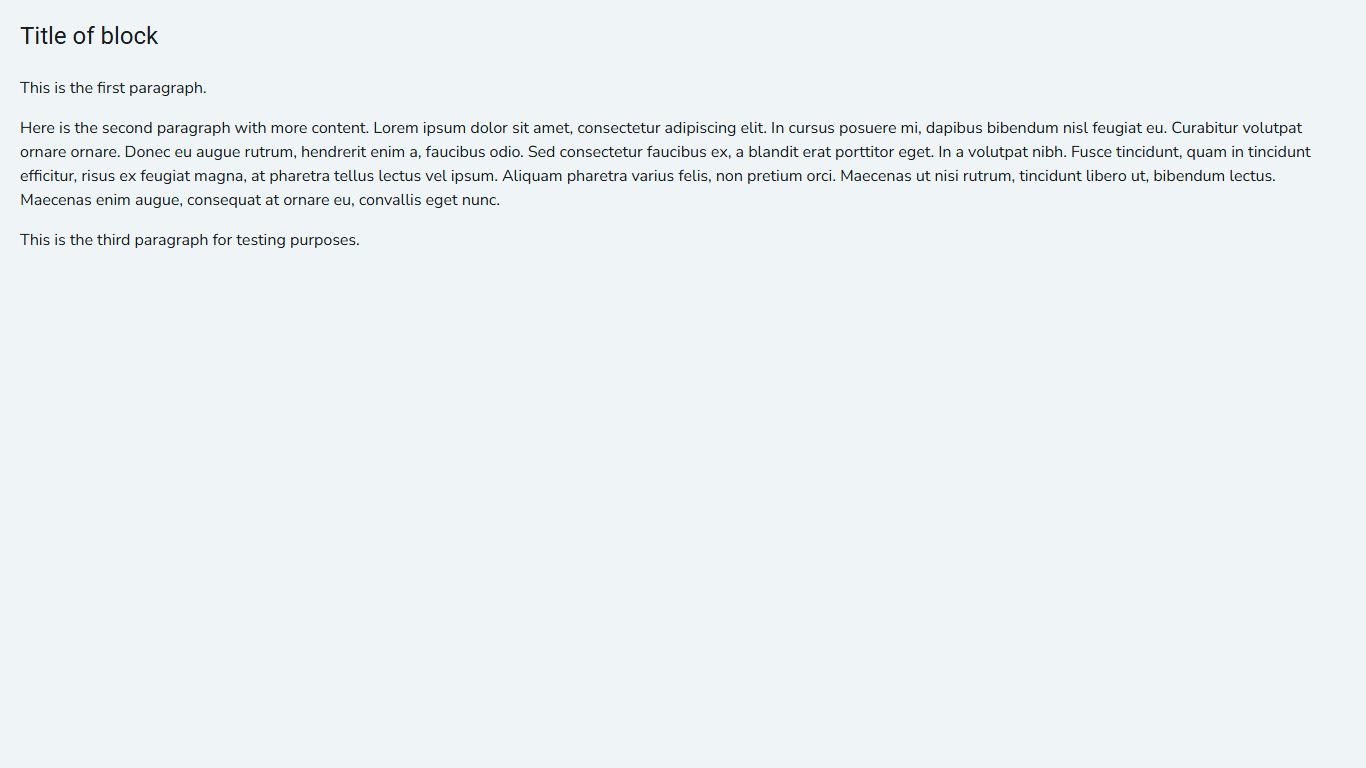 Title of block
This is the first paragraph.
Here is the second paragraph with more content. Lorem ipsum dolor sit amet, consectetur adipiscing elit. In cursus posuere mi, dapibus bibendum nisl feugiat eu. Curabitur volutpat
ornare ornare. Donec eu augue rutrum, hendrerit enim a, faucibus odio. Sed consectetur faucibus ex, a blandit erat porttitor eget. In a volutpat nibh. Fusce tincidunt, quam in tincidunt
efficitur, risus ex feugiat magna, at pharetra tellus lectus vel ipsum. Aliquam pharetra varius felis, non pretium orci. Maecenas ut nisi rutrum, tincidunt libero ut, bibendum lectus.
Maecenas enim augue, consequat at ornare eu, convallis eget nunc.
This is the third paragraph for testing purposes.